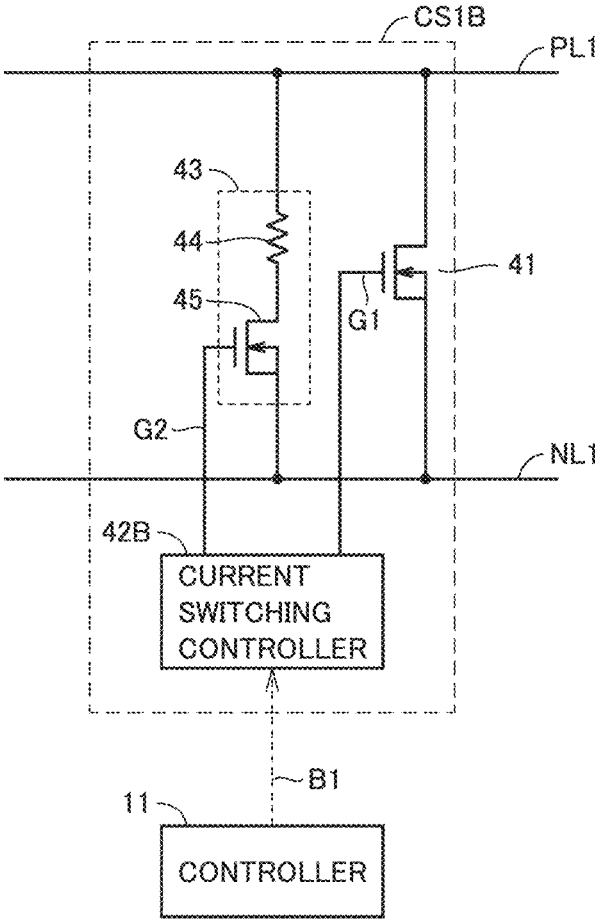 CS1B
PL1
43
44
41
45
G1
G2
NL1
42B
CURRENT
SWITCHING
CONTROLLER
B1
11
CONTROLLER